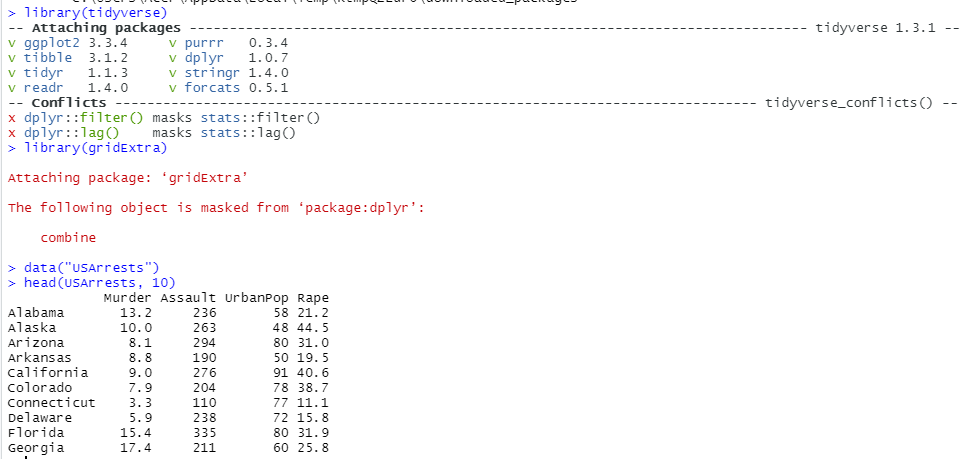 > library(tidyverse)
-- Attaching packages --------------------------------------------------------------------------- tidyverse 1.3.1 --
v ggplot2 3.3.4     v purrr   0.3.4
v tibble  3.1.2     v dplyr   1.0.7
v tidyr   1.1.3     v stringr 1.4.0
v readr   1.4.0     v forcats 0.5.1
-- Conflicts ------------------------------------------------------------------------------ tidyverse_conflicts() --
x dplyr::filter() masks stats::filter()
x dplyr::lag()    masks stats::lag()
> library(gridExtra)
Attaching package: ‘gridExtra’
The following object is masked from ‘package:dplyr’:
    combine
> data("USArrests")
> head(USArrests, 10)
            Murder Assault UrbanPop Rape
Alabama       13.2     236       58 21.2
Alaska        10.0     263       48 44.5
Arizona        8.1     294       80 31.0
Arkansas       8.8     190       50 19.5
California     9.0     276       91 40.6
Colorado       7.9     204       78 38.7
Connecticut    3.3     110       77 11.1
Delaware       5.9     238       72 15.8
Florida       15.4     335       80 31.9
Georgia       17.4     211       60 25.8